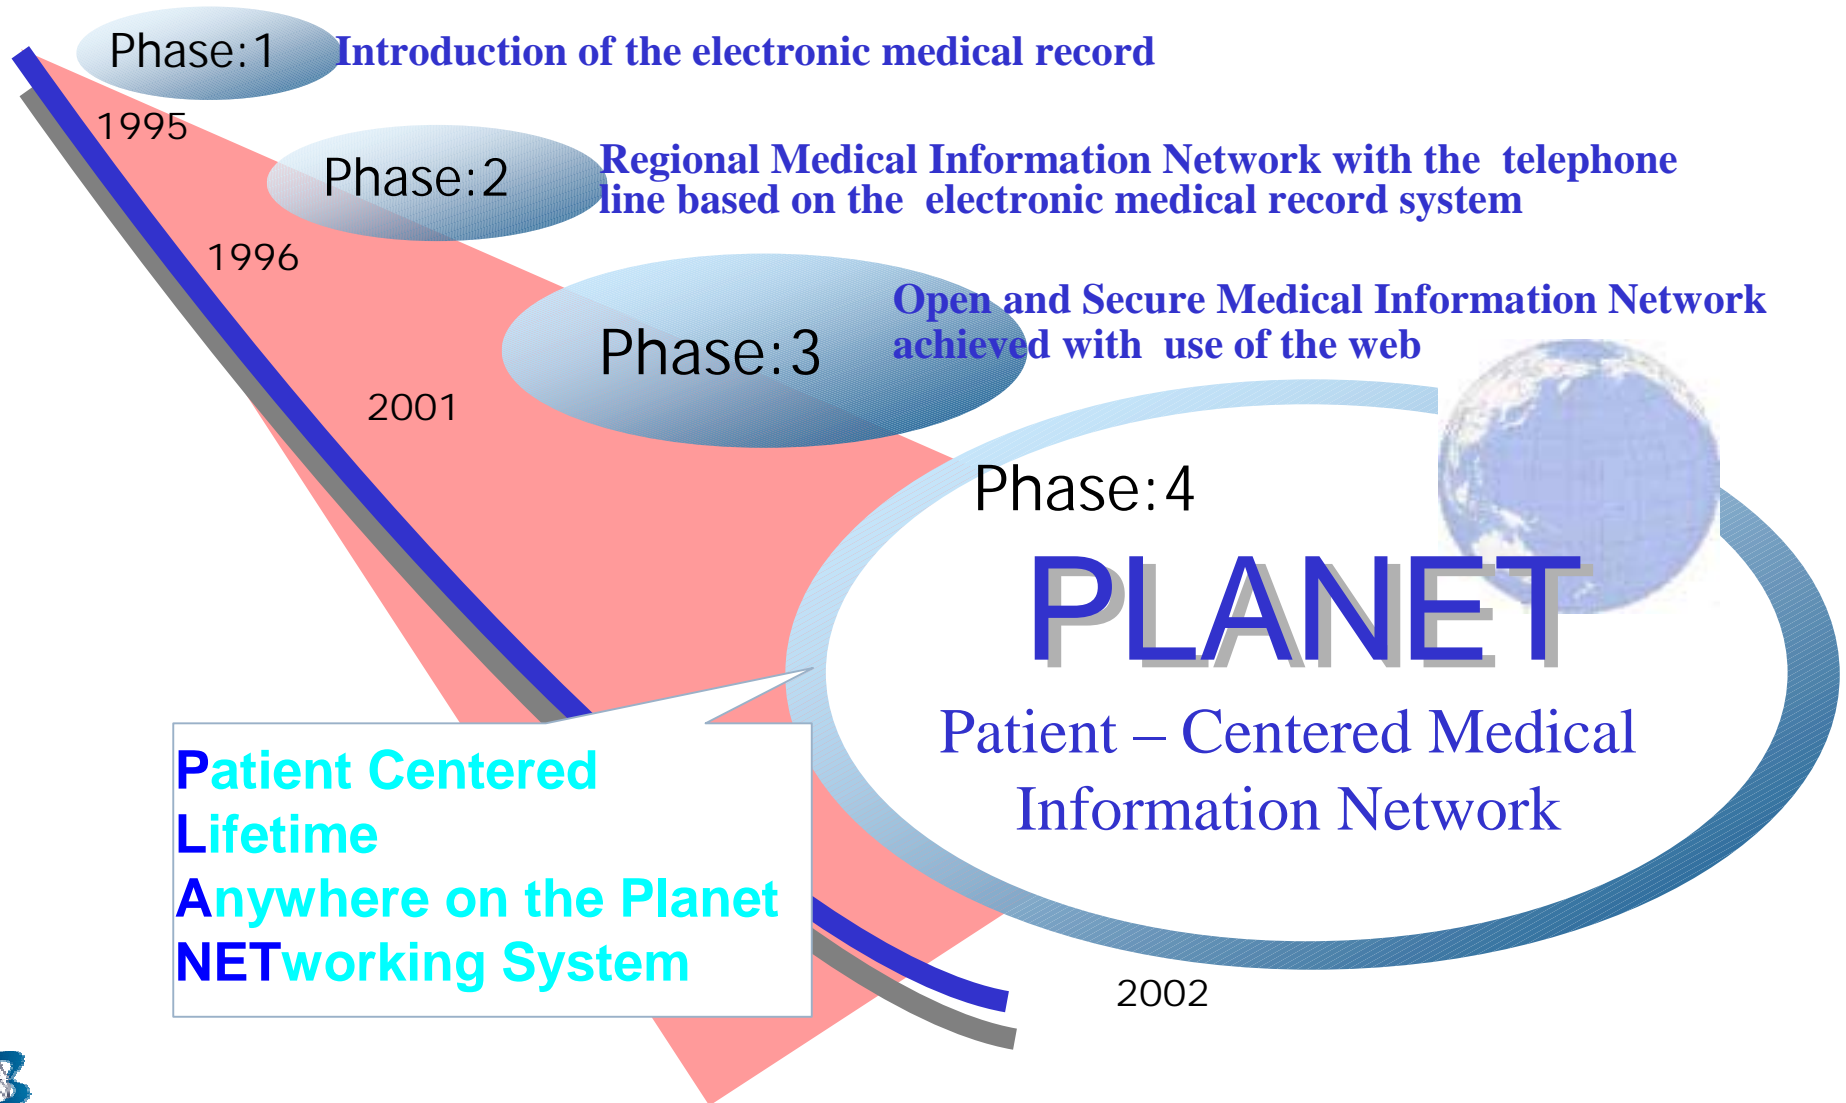 Phase:1
Introduction of the electronic medical record
1995
Phase:2
Regional Medical Information Network with the telephone
line based on the electronic medical record system
1996
Phase:3
Open and Secure Medical Information Network
achieved with use of the web
2001
Phase:4
PLANET
Patient – Centered Medical
Information Network
Patient Centered
Lifetime
Anywhere on the Planet
NETworking System
2002